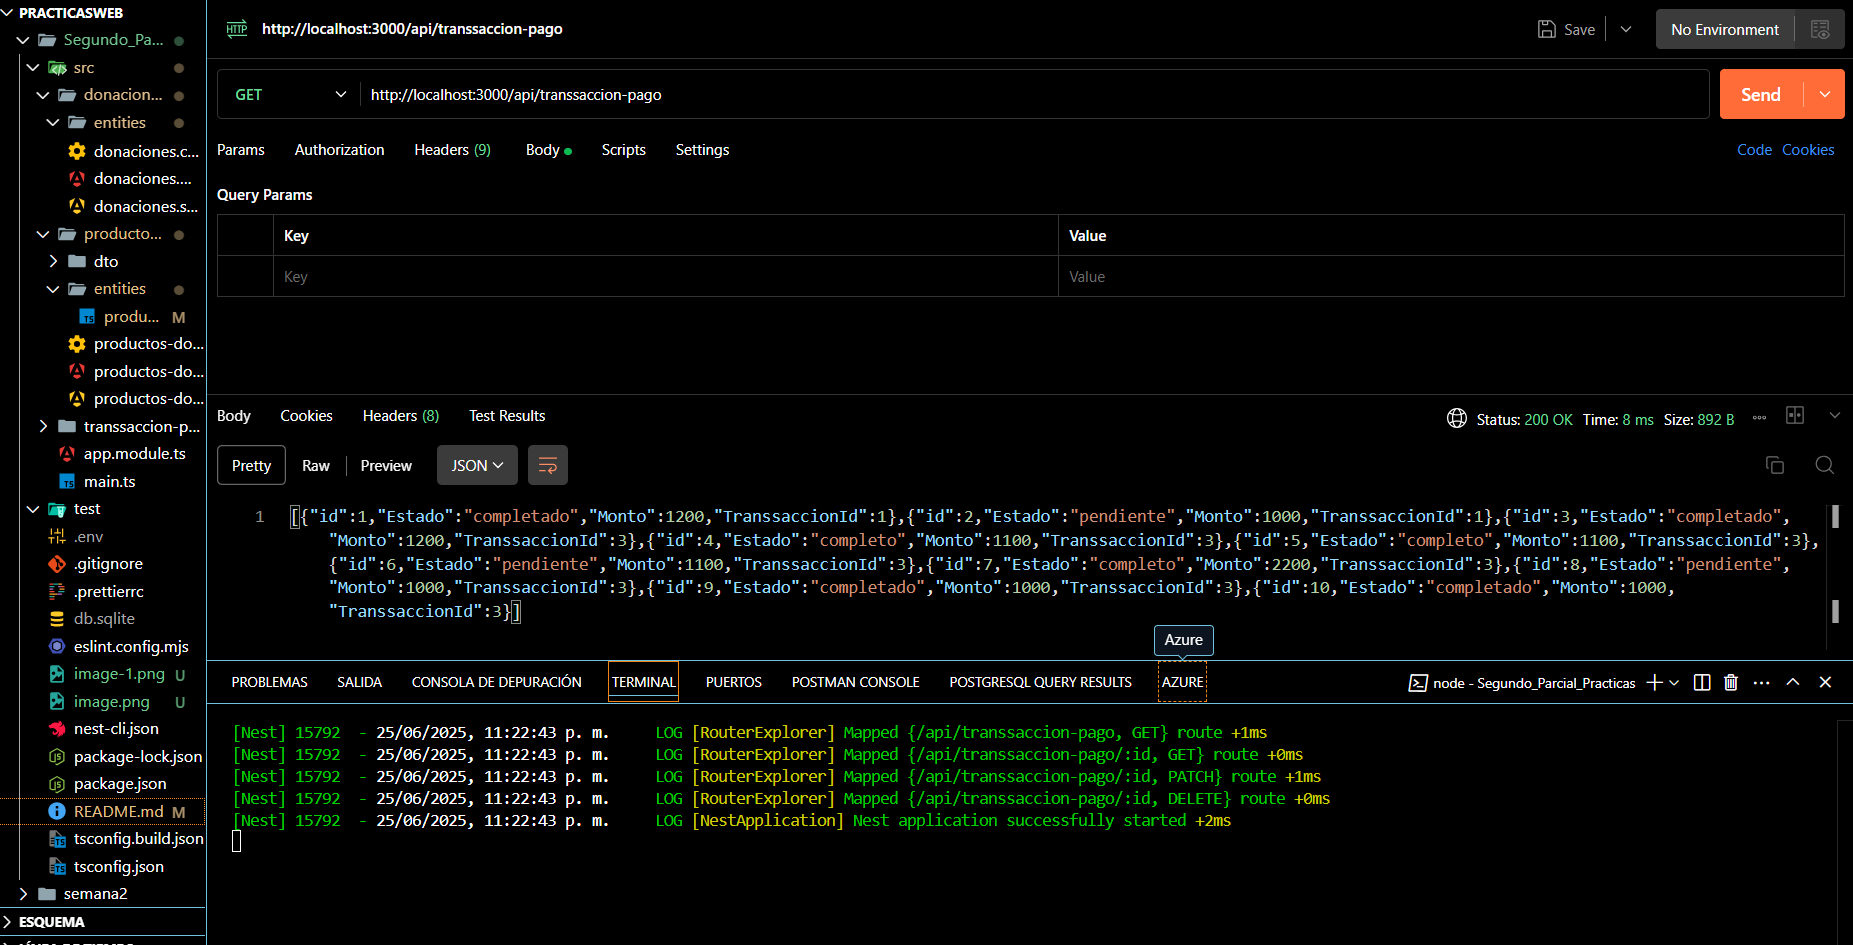 PRACTICASWEB
Segundo_Pa...
src
donacion...
entities
donaciones.c...
donaciones....
donaciones.s...
producto...
dto
entities
produ... M
productos-do...
productos-do...
productos-do...
transsaccion-p...
app.module.ts
main.ts
test
.env
.gitignore
.prettierrc
db.sqlite
eslint.config.mjs
image-1.png U
image.png U
nest-cli.json
package-lock.json
package.json
README.md M
tsconfig.build.json
tsconfig.json
semana2
ESQUEMA
HTTP http://localhost:3000/api/transsaccion-pago
Save
No Environment
GET http://localhost:3000/api/transsaccion-pago
Send
Params Authorization Headers (9) Body Scripts Settings
Code Cookies
Query Params
Key Value
Key Value
Body Cookies Headers (8) Test Results
Status: 200 OK Time: 8 ms Size: 892 B
Pretty Raw Preview JSON
1 [{"id":1,"Estado":"completado","Monto":1200,"TranssaccionId":1},{"id":2,"Estado":"pendiente","Monto":1000,"TranssaccionId":1},{"id":3,"Estado":"completado",
"Monto":1200,"TranssaccionId":3},{"id":4,"Estado":"completo","Monto":1100,"TranssaccionId":3},{"id":5,"Estado":"completo","Monto":1100,"TranssaccionId":3},
{"id":6,"Estado":"pendiente","Monto":1100,"TranssaccionId":3},{"id":7,"Estado":"completo","Monto":2200,"TranssaccionId":3},{"id":8,"Estado":"pendiente",
"Monto":1000,"TranssaccionId":3},{"id":9,"Estado":"completado","Monto":1000,"TranssaccionId":3},{"id":10,"Estado":"completado","Monto":1000,
"TranssaccionId":3}]
Azure
PROBLEMAS SALIDA CONSOLA DE DEPURACIÓN TERMINAL PUERTOS POSTMAN CONSOLE POSTGRESQL QUERY RESULTS AZURE
node - Segundo_Parcial_Practicas
[Nest] 15792 - 25/06/2025, 11:22:43 p. m. LOG [RouterExplorer] Mapped {/api/transsaccion-pago, GET} route +1ms
[Nest] 15792 - 25/06/2025, 11:22:43 p. m. LOG [RouterExplorer] Mapped {/api/transsaccion-pago/:id, GET} route +0ms
[Nest] 15792 - 25/06/2025, 11:22:43 p. m. LOG [RouterExplorer] Mapped {/api/transsaccion-pago/:id, PATCH} route +1ms
[Nest] 15792 - 25/06/2025, 11:22:43 p. m. LOG [RouterExplorer] Mapped {/api/transsaccion-pago/:id, DELETE} route +0ms
[Nest] 15792 - 25/06/2025, 11:22:43 p. m. LOG [NestApplication] Nest application successfully started +2ms